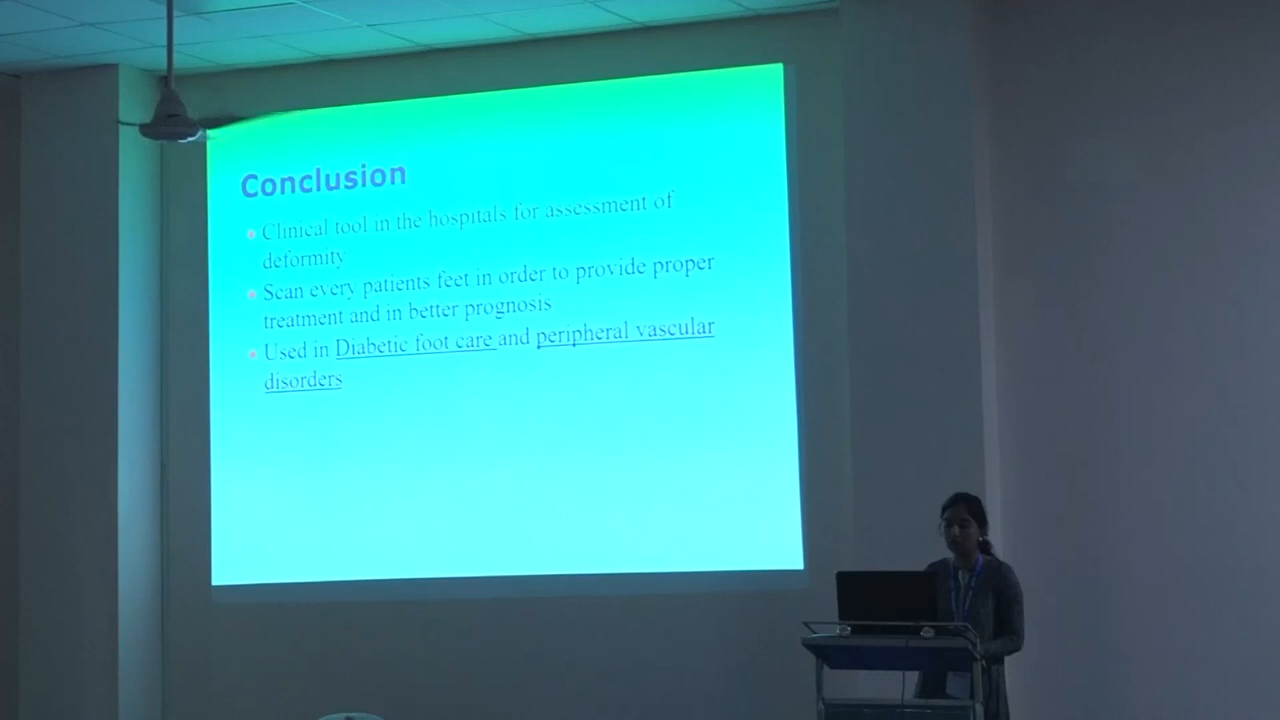 Conclusion
Clinical tool in the hospitals for assessment of
deformity
Scan every patients feet in order to provide proper
treatment and in better prognosis
Used in Diabetic foot care and peripheral vascular
disorders